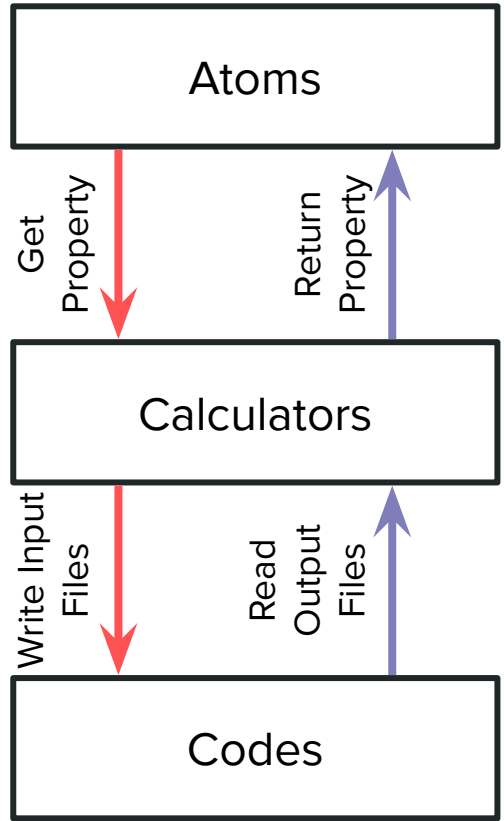 Atoms
Get
Property
Return
Property
Calculators
Write Input
Files
Read
Output
Files
Codes